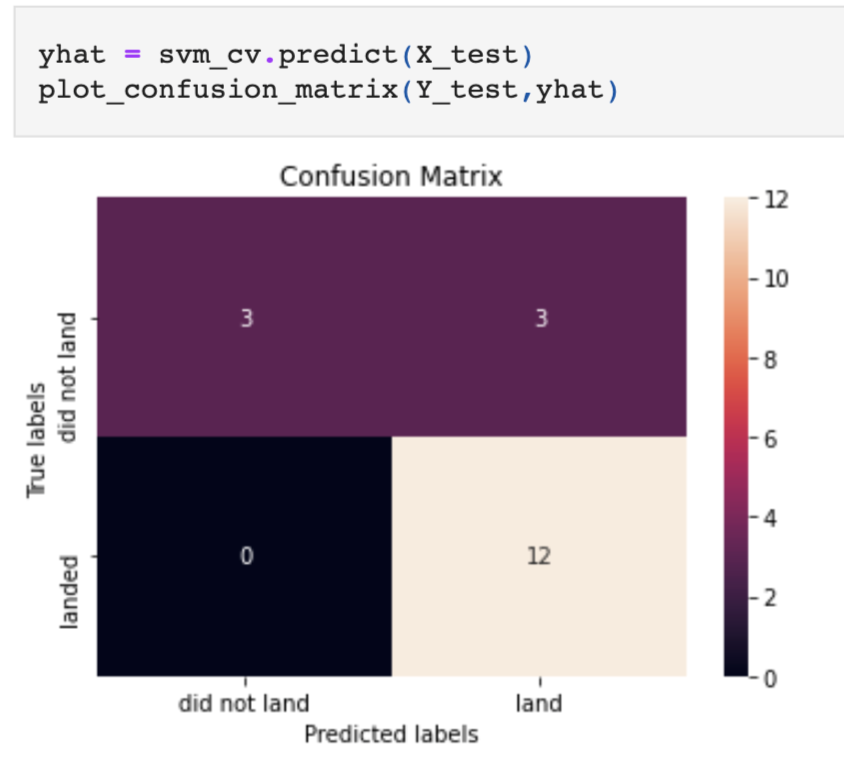 yhat = svm_cv.predict(X_test)
plot_confusion_matrix(Y_test,yhat)
Confusion Matrix
True labels
did not land
landed
3
3
0
12
12
10
8
6
4
2
0
did not land
land
Predicted labels